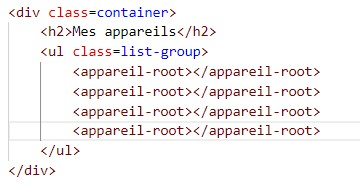 <div class=container>
<h2>Mes appareils</h2>
<ul class=list-group>
<appareil-root></appareil-root>
<appareil-root></appareil-root>
<appareil-root></appareil-root>
<appareil-root></appareil-root>
</ul>
</div>